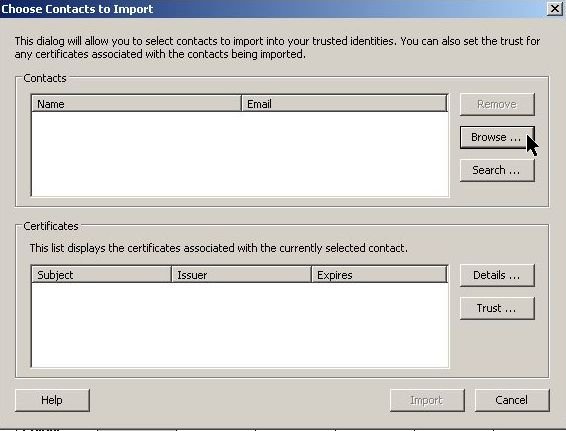 Choose Contacts to Import
This dialog will allow you to select contacts to import into your trusted identities. You can also set the trust for
any certificates associated with the contacts being imported.
Contacts
Name Email
Remove
Browse ...
Search ...
Certificates
This list displays the certificates associated with the currently selected contact.
Subject Issuer Expires
Details ...
Trust ...
Help Import Cancel